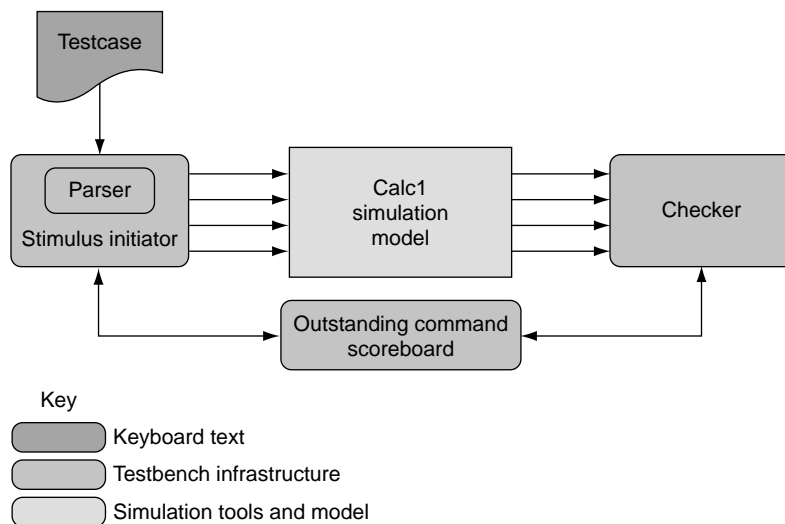 Testcase
Parser
Stimulus initiator
Calc1
simulation
model
Checker
Outstanding command
scoreboard
Key
Keyboard text
Testbench infrastructure
Simulation tools and model